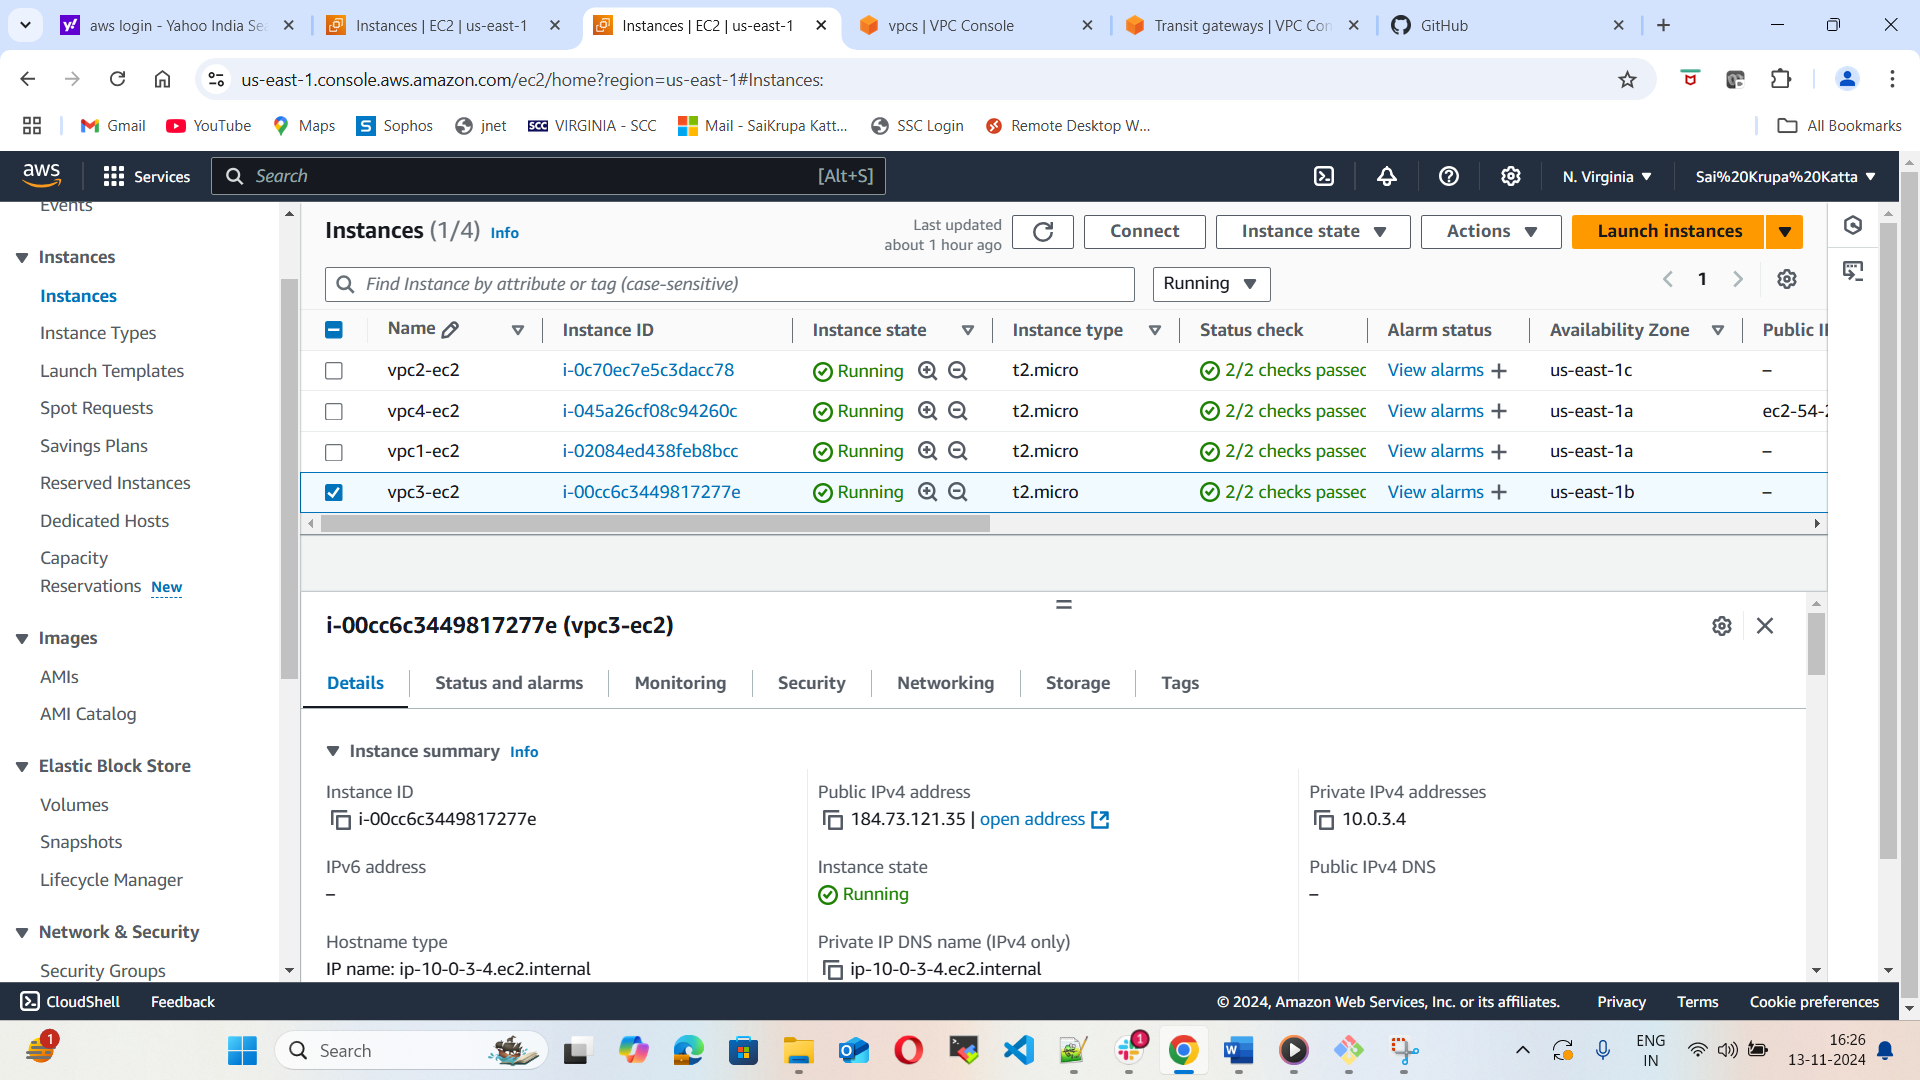 aws login - Yahoo India Sea
Instances | EC2 | us-east-1
Instances | EC2 | us-east-1
vpcs | VPC Console
Transit gateways | VPC Con
GitHub
us-east-1.console.aws.amazon.com/ec2/home?region=us-east-1#Instances:
Gmail
YouTube
Maps
Sophos
jnet
SCC VIRGINIA - SCC
Mail - SaiKrupa Katt...
SSC Login
Remote Desktop W...
All Bookmarks
aws
Services
Search
[Alt+S]
N. Virginia
Sai%20Krupa%20Katta
Events
Instances
Instances
Instance Types
Launch Templates
Spot Requests
Savings Plans
Reserved Instances
Dedicated Hosts
Capacity
Reservations New
Images
AMIs
AMI Catalog
Elastic Block Store
Volumes
Snapshots
Lifecycle Manager
Network & Security
Security Groups
Instances (1/4) Info
Last updated
about 1 hour ago
Connect
Instance state
Actions
Launch instances
Find Instance by attribute or tag (case-sensitive)
Running
1
Name Instance ID Instance state Instance type Status check Alarm status Availability Zone Public I
vpc2-ec2 i-0c70ec7e5c3dacc78 Running t2.micro 2/2 checks passed View alarms + us-east-1c –
vpc4-ec2 i-045a26cf08c94260c Running t2.micro 2/2 checks passed View alarms + us-east-1a ec2-54-2
vpc1-ec2 i-02084ed438feb8bcc Running t2.micro 2/2 checks passed View alarms + us-east-1a –
vpc3-ec2 i-00cc6c3449817277e Running t2.micro 2/2 checks passed View alarms + us-east-1b –
i-00cc6c3449817277e (vpc3-ec2)
Details Status and alarms Monitoring Security Networking Storage Tags
Instance summary Info
Instance ID
i-00cc6c3449817277e
Public IPv4 address
184.73.121.35 | open address
Private IPv4 addresses
10.0.3.4
IPv6 address
–
Instance state
Running
Public IPv4 DNS
–
Hostname type
IP name: ip-10-0-3-4.ec2.internal
Private IP DNS name (IPv4 only)
ip-10-0-3-4.ec2.internal
CloudShell Feedback
© 2024, Amazon Web Services, Inc. or its affiliates. Privacy Terms Cookie preferences
1
Search
1
ENG
IN
16:26
13-11-2024